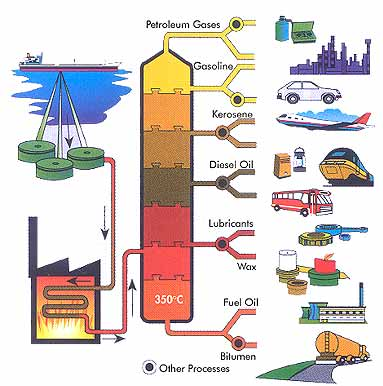 Petroleum Gases
Gasoline
Kerosene
Diesel Oil
Lubricants
Wax
350°C
Fuel Oil
Bitumen
Other Processes